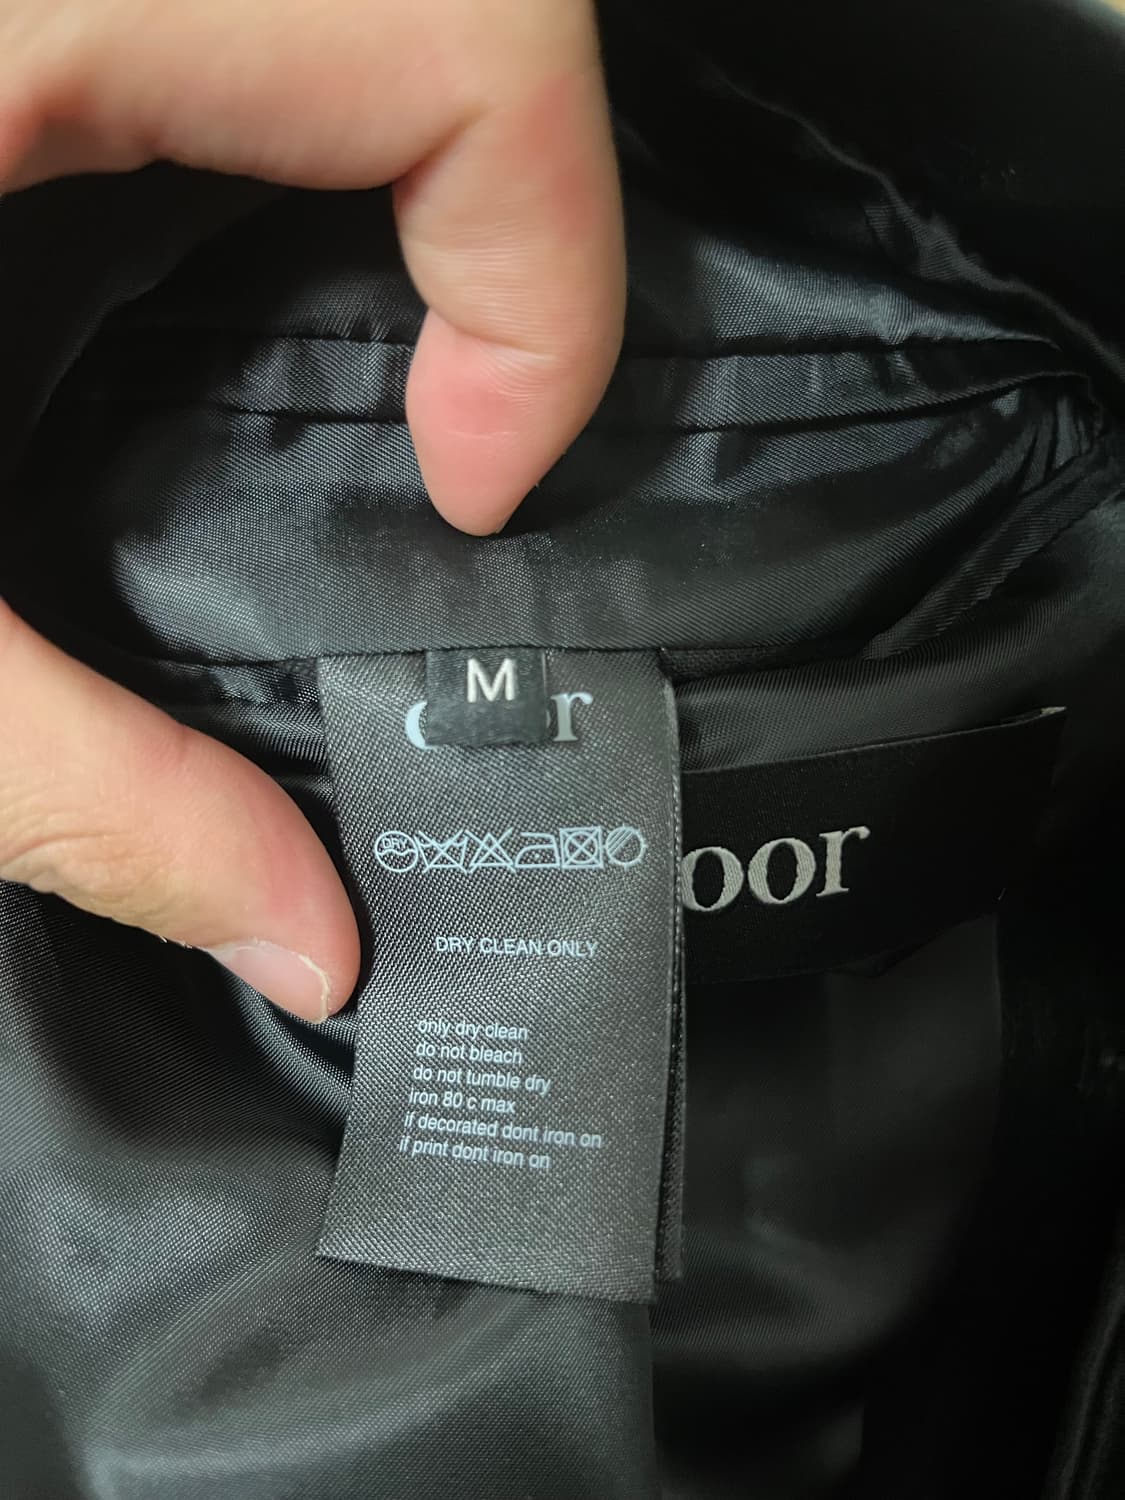 M
oor
DRY
DRY CLEAN ONLY
only dry clean
do not bleach
do not tumble dry
iron 80 c max
if decorated dont iron on
if print dont iron on